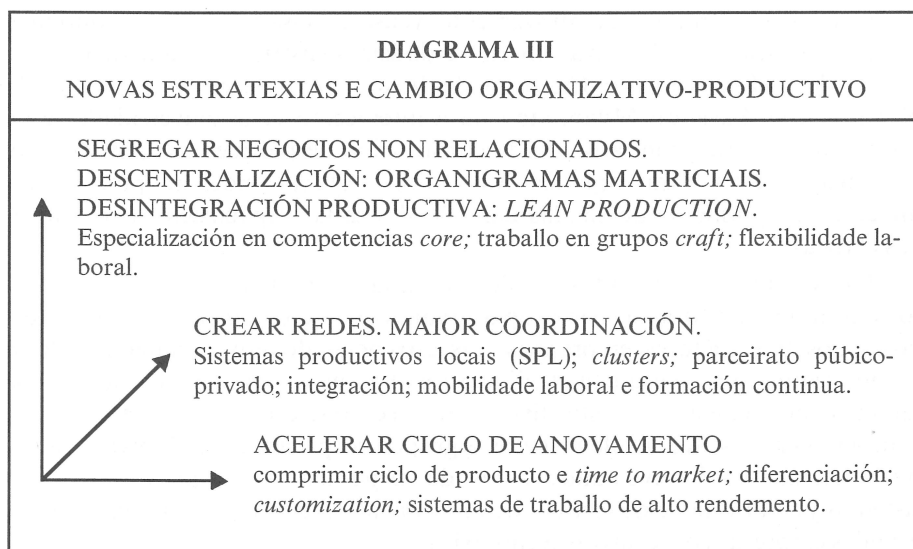 DIAGRAMA III
NOVAS ESTRATEXIAS E CAMBIO ORGANIZATIVO-PRODUCTIVO
SEGREGAR NEGOCIOS NON RELACIONADOS.
DESCENTRALIZACIÓN: ORGANIGRAMAS MATRICIAIS.
DESINTEGRACIÓN PRODUCTIVA: LEAN PRODUCTION.
Especialización en competencias core; traballo en grupos craft; flexibilidade la-
boral.
CREAR REDES. MAIOR COORDINACIÓN.
Sistemas productivos locais (SPL); clusters; parceirato púbico-
privado; integración; mobilidade laboral e formación continua.
ACELERAR CICLO DE ANOVAMENTO
comprimir ciclo de producto e time to market; diferenciación;
customization; sistemas de traballo de alto rendemento.